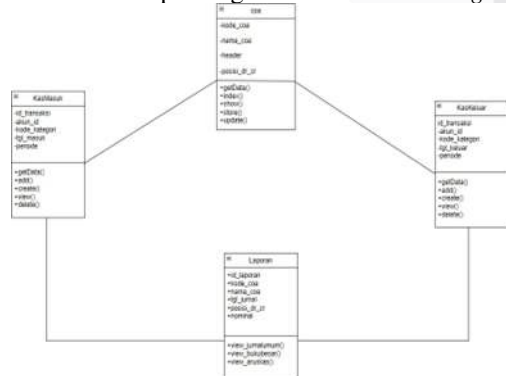 coa
-kode_coa
-nama_coa
-header
-posisi_dr_cr
+getData()
+index()
+show()
+store()
+update()
KasMasuk
-id_transaksi
-akun_id
-kode_kategori
-tgl_masuk
-periode
+getData()
+add()
+create()
+view()
+delete()
KasKeluar
-id_transaksi
-akun_id
-kode_kategori
-tgl_keluar
-periode
+getData()
+add()
+create()
+view()
+delete()
Laporan
+id_laporan
+kode_coa
+nama_coa
+tgl_jurnal
+posisi_dr_cr
+nominal
+view_jurnalumum()
+view_bukubesar()
+view_aruskas()